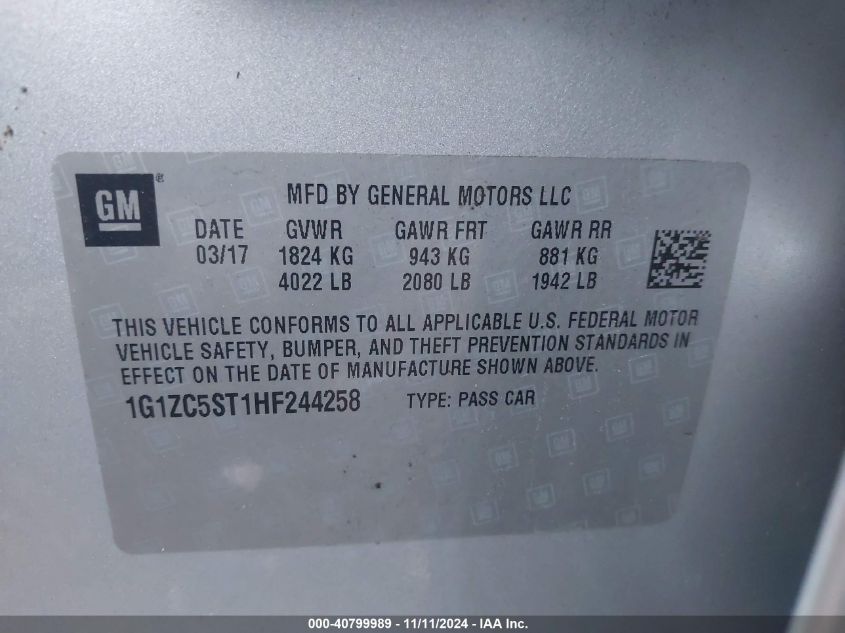 GM ®
MFD BY GENERAL MOTORS LLC
DATE GVWR GAWR FRT GAWR RR
03/17 1824 KG 943 KG 881 KG
4022 LB 2080 LB 1942 LB
THIS VEHICLE CONFORMS TO ALL APPLICABLE U.S. FEDERAL MOTOR
VEHICLE SAFETY, BUMPER, AND THEFT PREVENTION STANDARDS IN
EFFECT ON THE DATE OF MANUFACTURE SHOWN ABOVE.
1G1ZC5ST1HF244258 TYPE: PASS CAR
000-40799989 - 11/11/2024 - IAA Inc.